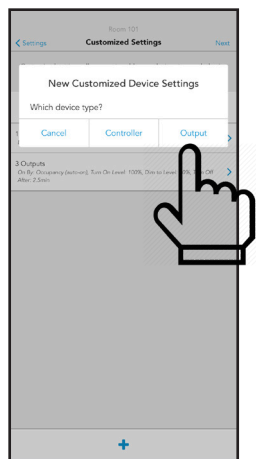 Room 101
Settings
Customized Settings
Next
New Customized Device Settings
Which device type?
Cancel
Controller
Output
1
3 Outputs
On By: Occupancy (auto-on), Turn On Level: 100%, Dim to Level: Turn Off
After: 2.5min
+